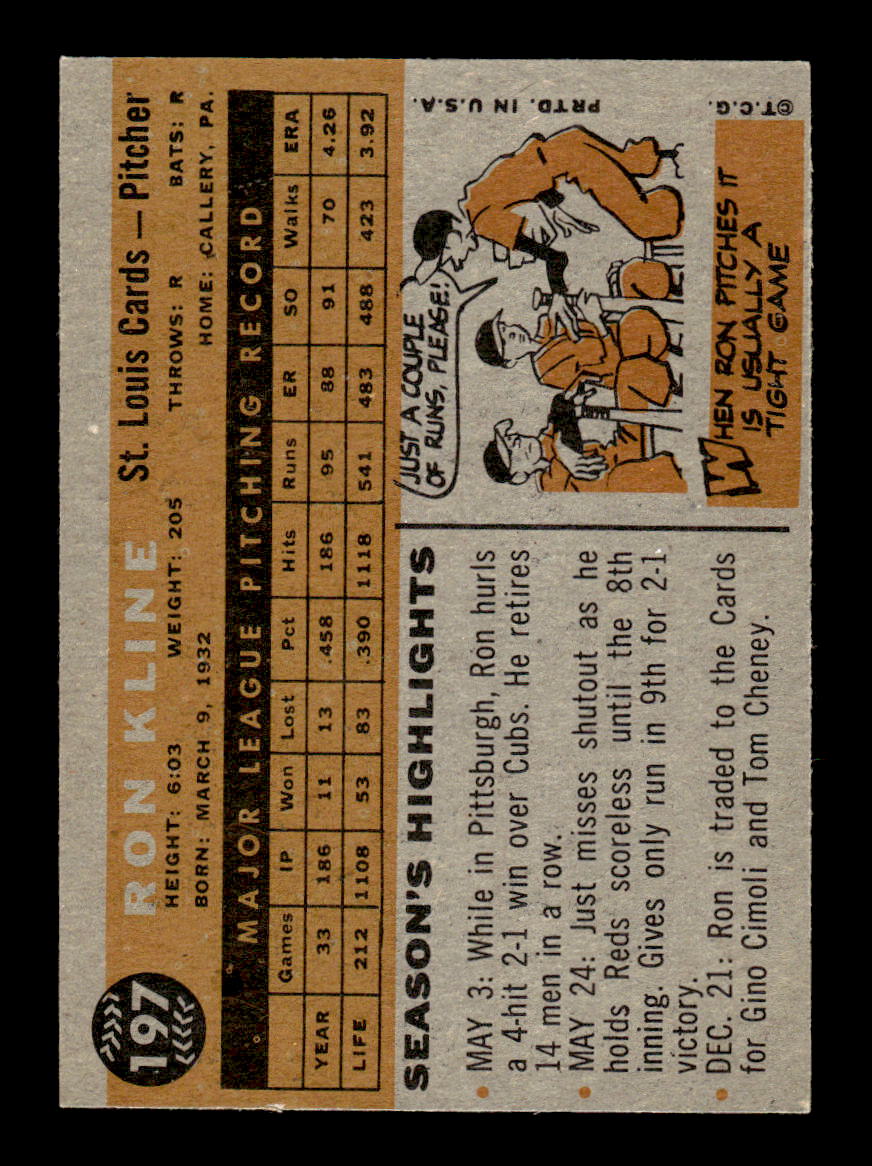 197
RON KLINE St. Louis Cards — Pitcher
HEIGHT: 6:03 WEIGHT: 205 THROWS: R BATS: R
BORN: MARCH 9, 1932 HOME: CALLERY, PA.
MAJOR LEAGUE PITCHING RECORD
Games IP Won Lost Pct Hits Runs ER SO Walks ERA
YEAR 33 186 11 13 .458 186 95 88 91 70 4.26
LIFE 212 1108 53 83 .390 1118 541 483 488 423 3.92
SEASON'S HIGHLIGHTS
• MAY 3: While in Pittsburgh, Ron hurls
a 4-hit 2-1 win over Cubs. He retires
14 men in a row.
• MAY 24: Just misses shutout as he
holds Reds scoreless until the 8th
inning. Gives only run in 9th for 2-1
victory.
• DEC. 21: Ron is traded to the Cards
for Gino Cimoli and Tom Cheney.
JUST A COUPLE
OF RUNS, PLEASE!
WHEN RON PITCHES IT
IS USUALLY A
TIGHT GAME
©T.C.G. PRTD. IN U.S.A.